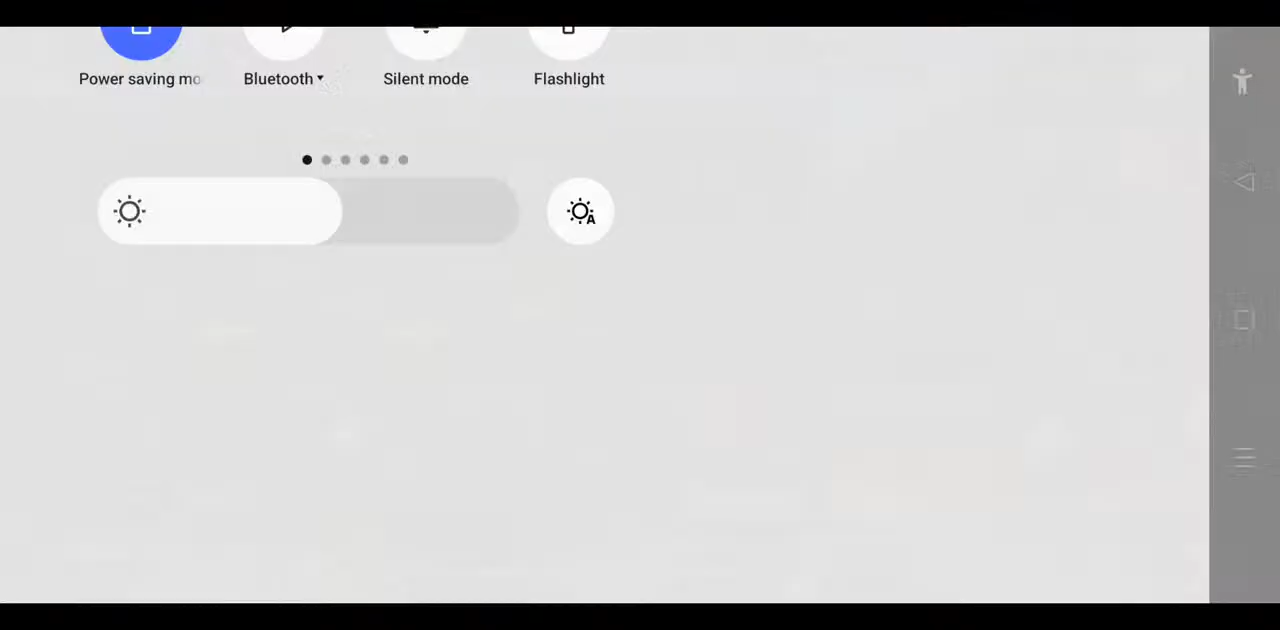 Power saving mo
Bluetooth
Silent mode
Flashlight
A